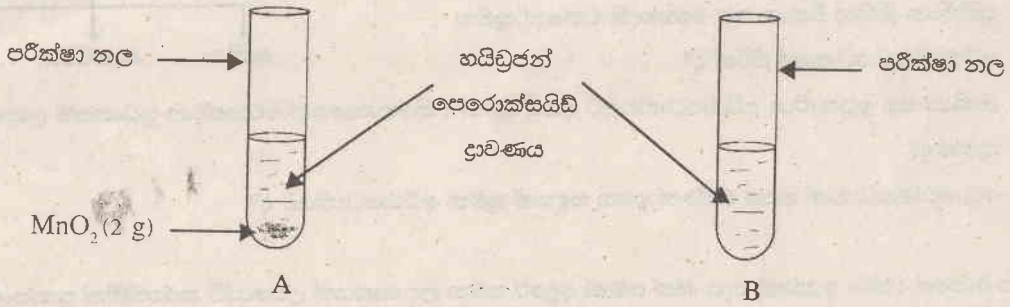 පරීක්ෂා නල
හයිඩ්‍රජන්
පෙරොක්සයිඩ්
ද්‍රාවණය
පරීක්ෂා නල
MnO₂(2 g)
A
B